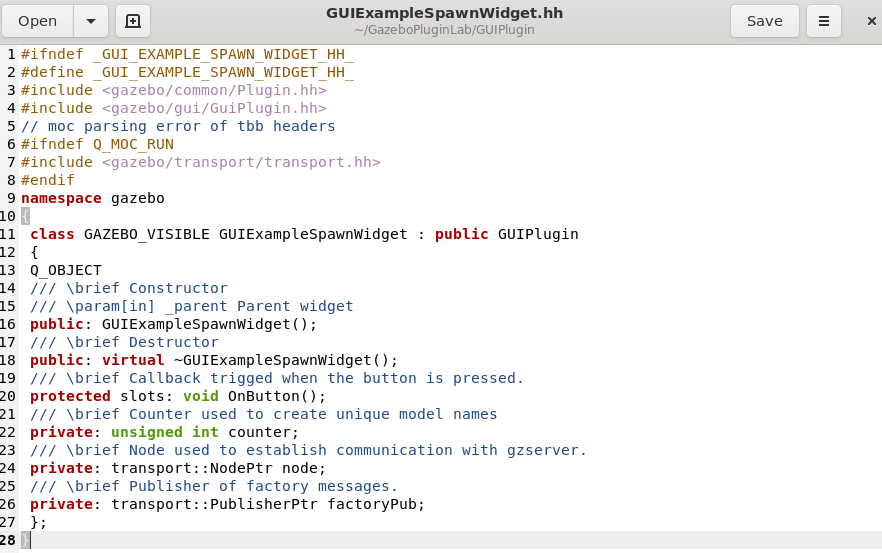 Open
GUIExampleSpawnWidget.hh
~/GazeboPluginLab/GUIPlugin
Save
1 #ifndef _GUI_EXAMPLE_SPAWN_WIDGET_HH_
2 #define _GUI_EXAMPLE_SPAWN_WIDGET_HH_
3 #include <gazebo/common/Plugin.hh>
4 #include <gazebo/gui/GuiPlugin.hh>
5 // moc parsing error of tbb headers
6 #ifndef Q_MOC_RUN
7 #include <gazebo/transport/transport.hh>
8 #endif
9 namespace gazebo
10 {
11 class GAZEBO_VISIBLE GUIExampleSpawnWidget : public GUIPlugin
12 {
13 Q_OBJECT
14 /// \brief Constructor
15 /// \param[in] _parent Parent widget
16 public: GUIExampleSpawnWidget();
17 /// \brief Destructor
18 public: virtual ~GUIExampleSpawnWidget();
19 /// \brief Callback trigged when the button is pressed.
20 protected slots: void OnButton();
21 /// \brief Counter used to create unique model names
22 private: unsigned int counter;
23 /// \brief Node used to establish communication with gzserver.
24 private: transport::NodePtr node;
25 /// \brief Publisher of factory messages.
26 private: transport::PublisherPtr factoryPub;
27 };
28 }